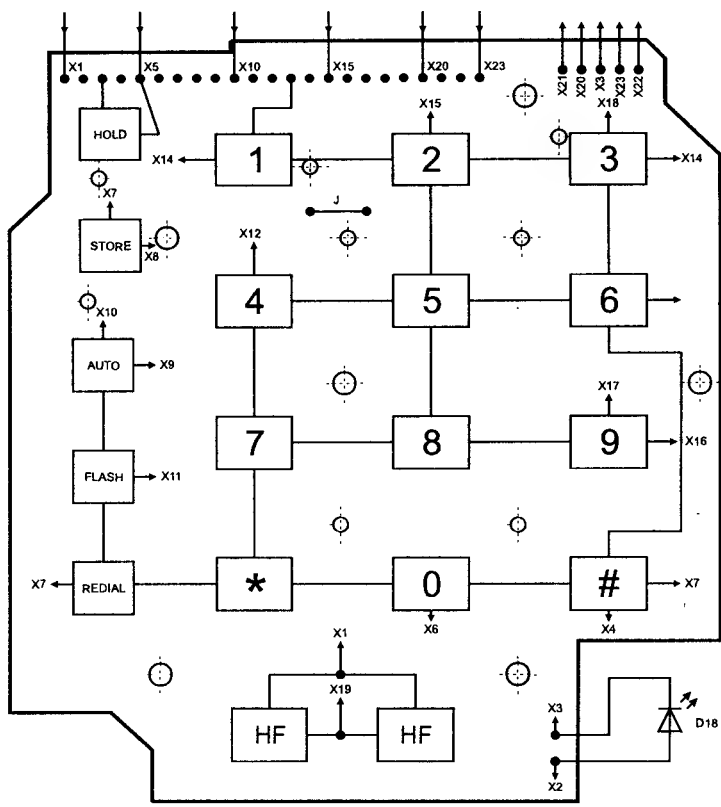 X1 X5 X10 X15 X20 X23
X21 X20 X3 X23 X22
HOLD
X15 X18
X14 1 2 3 X14
X7
J
STORE
X8
X12
4 5 6
X10
AUTO X9
X17
7 8 9 X16
FLASH X11
X7 REDIAL * 0 # X7
X6 X4
X1
X19
HF HF
X3
D18
X2